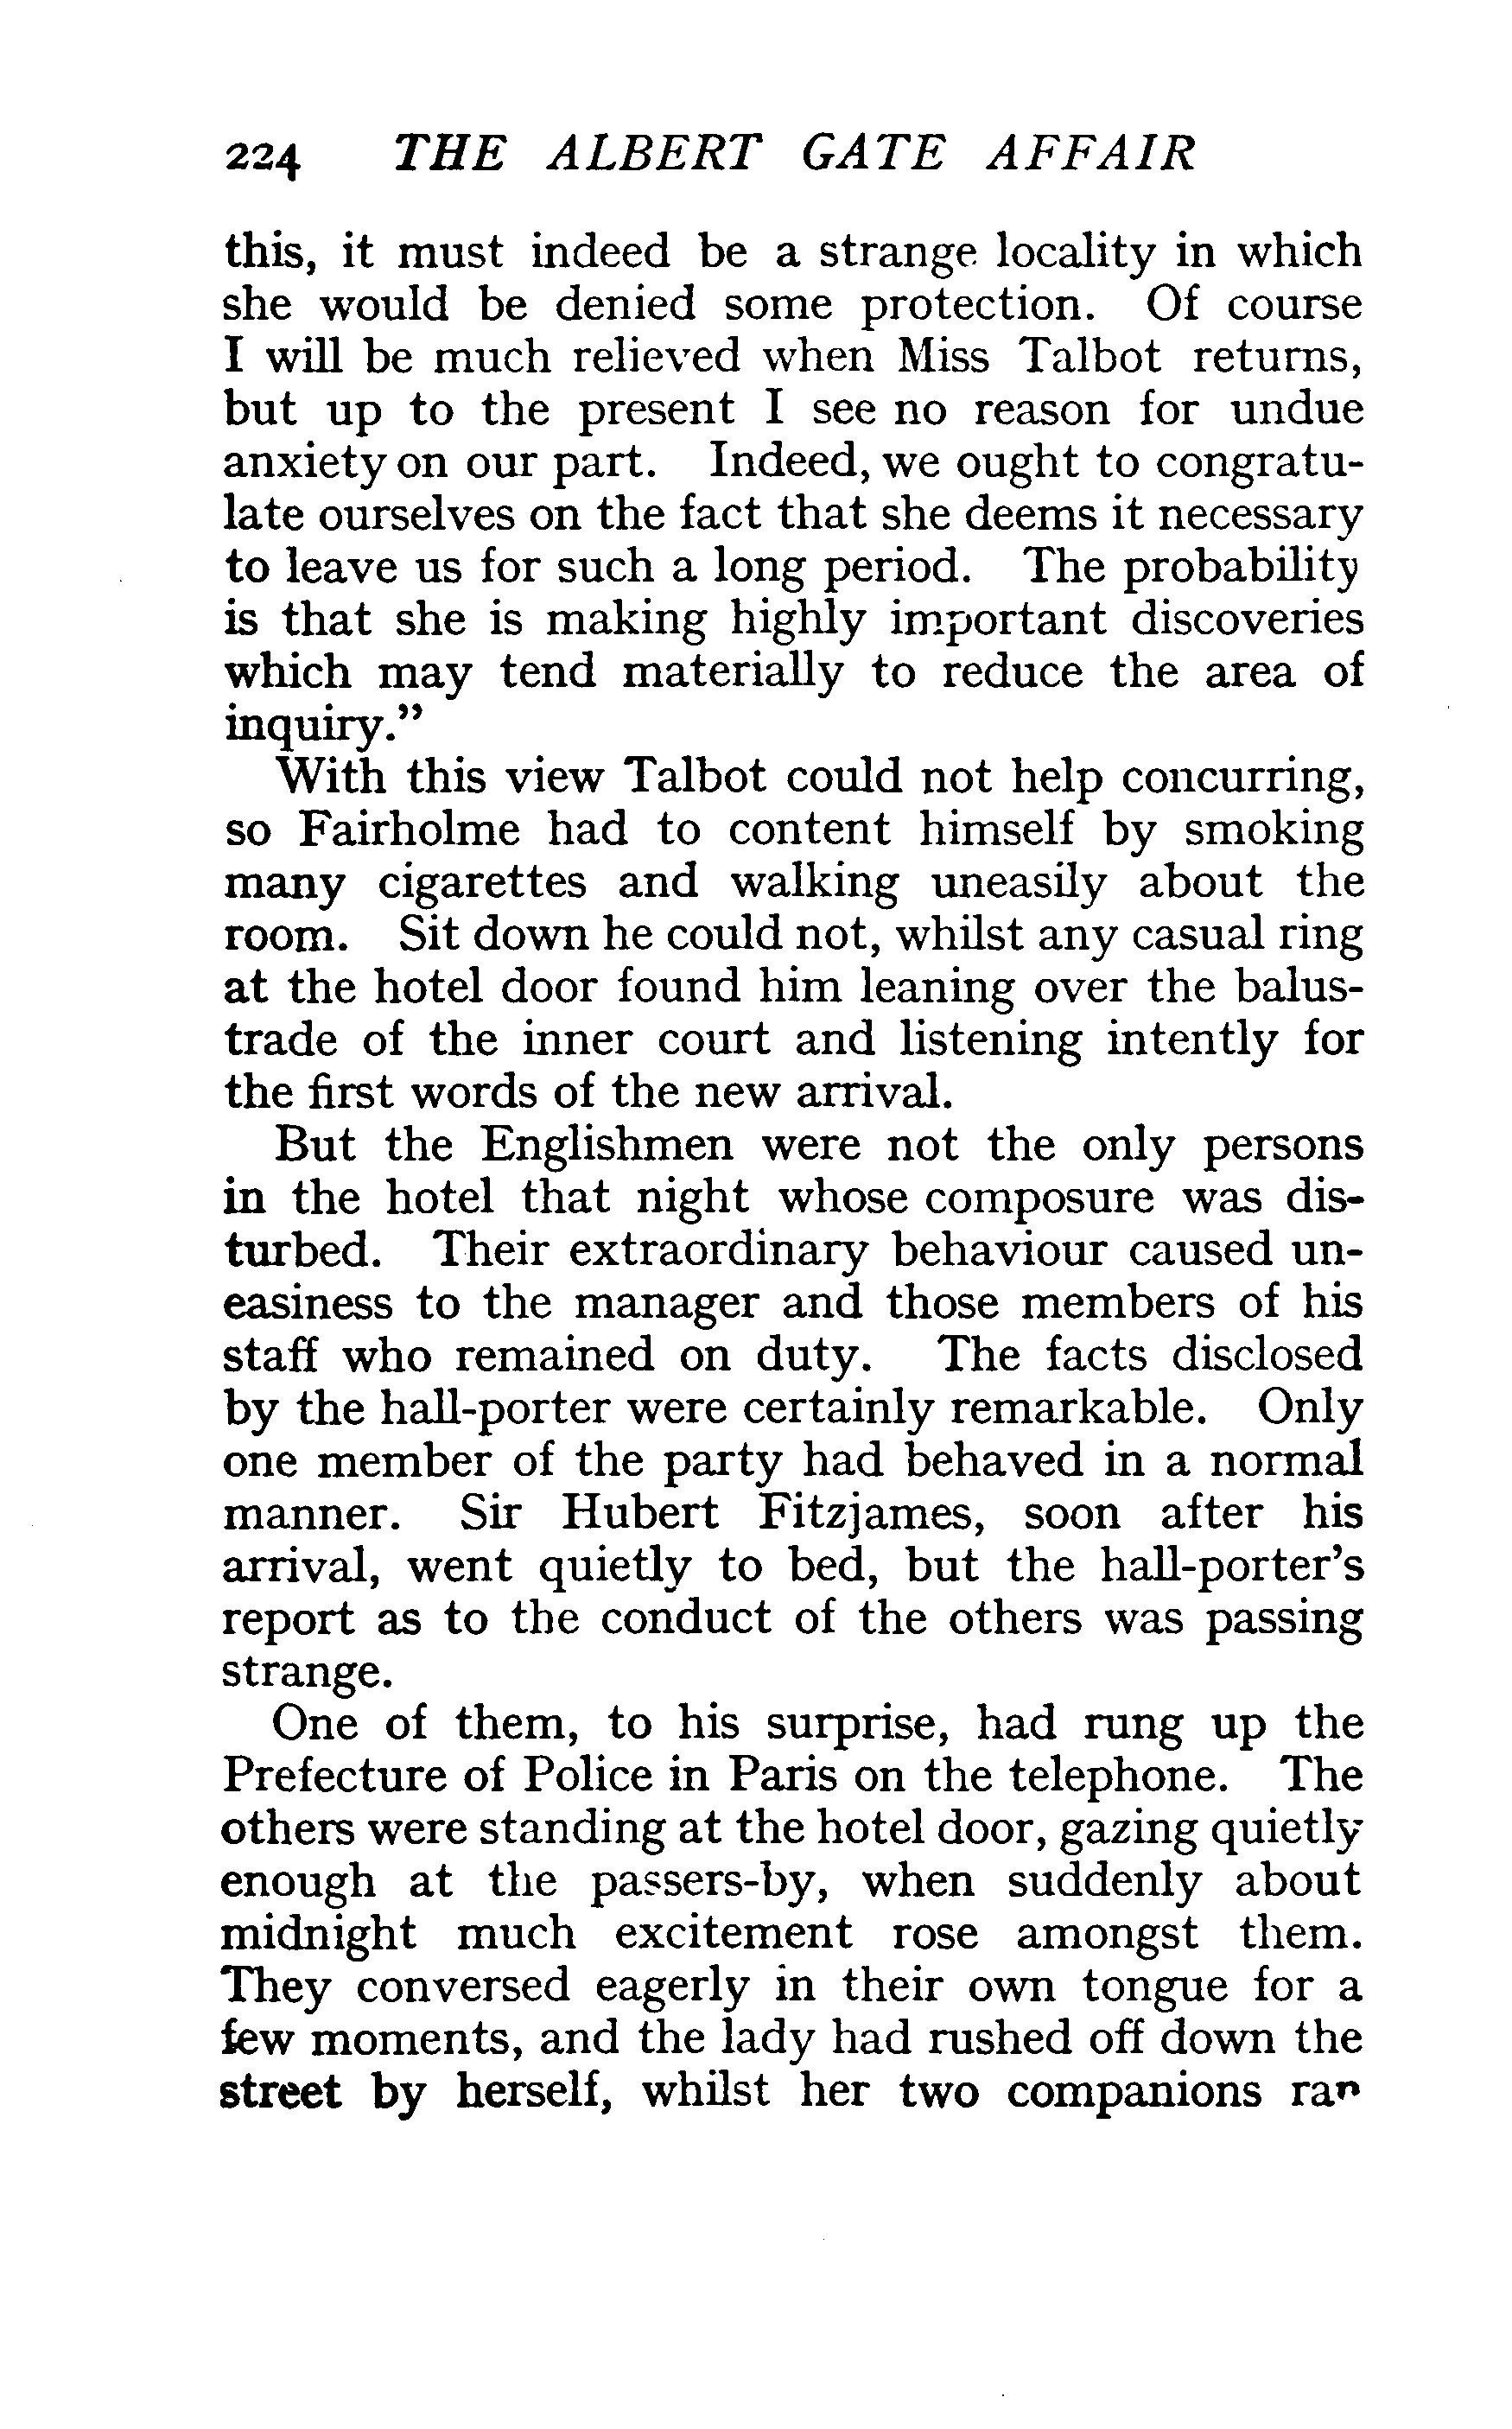 224 THE ALBERT GATE AFFAIR
this, it must indeed be a strange locality in which
she would be denied some protection. Of course
I will be much relieved when Miss Talbot returns,
but up to the present I see no reason for undue
anxiety on our part. Indeed, we ought to congratu-
late ourselves on the fact that she deems it necessary
to leave us for such a long period. The probability
is that she is making highly important discoveries
which may tend materially to reduce the area of
inquiry."
With this view Talbot could not help concurring,
so Fairholme had to content himself by smoking
many cigarettes and walking uneasily about the
room. Sit down he could not, whilst any casual ring
at the hotel door found him leaning over the balus-
trade of the inner court and listening intently for
the first words of the new arrival.
But the Englishmen were not the only persons
in the hotel that night whose composure was dis-
turbed. Their extraordinary behaviour caused un-
easiness to the manager and those members of his
staff who remained on duty. The facts disclosed
by the hall-porter were certainly remarkable. Only
one member of the party had behaved in a normal
manner. Sir Hubert Fitzjames, soon after his
arrival, went quietly to bed, but the hall-porter's
report as to the conduct of the others was passing
strange.
One of them, to his surprise, had rung up the
Prefecture of Police in Paris on the telephone. The
others were standing at the hotel door, gazing quietly
enough at the passers-by, when suddenly about
midnight much excitement rose amongst them.
They conversed eagerly in their own tongue for a
few moments, and the lady had rushed off down the
street by herself, whilst her two companions ran